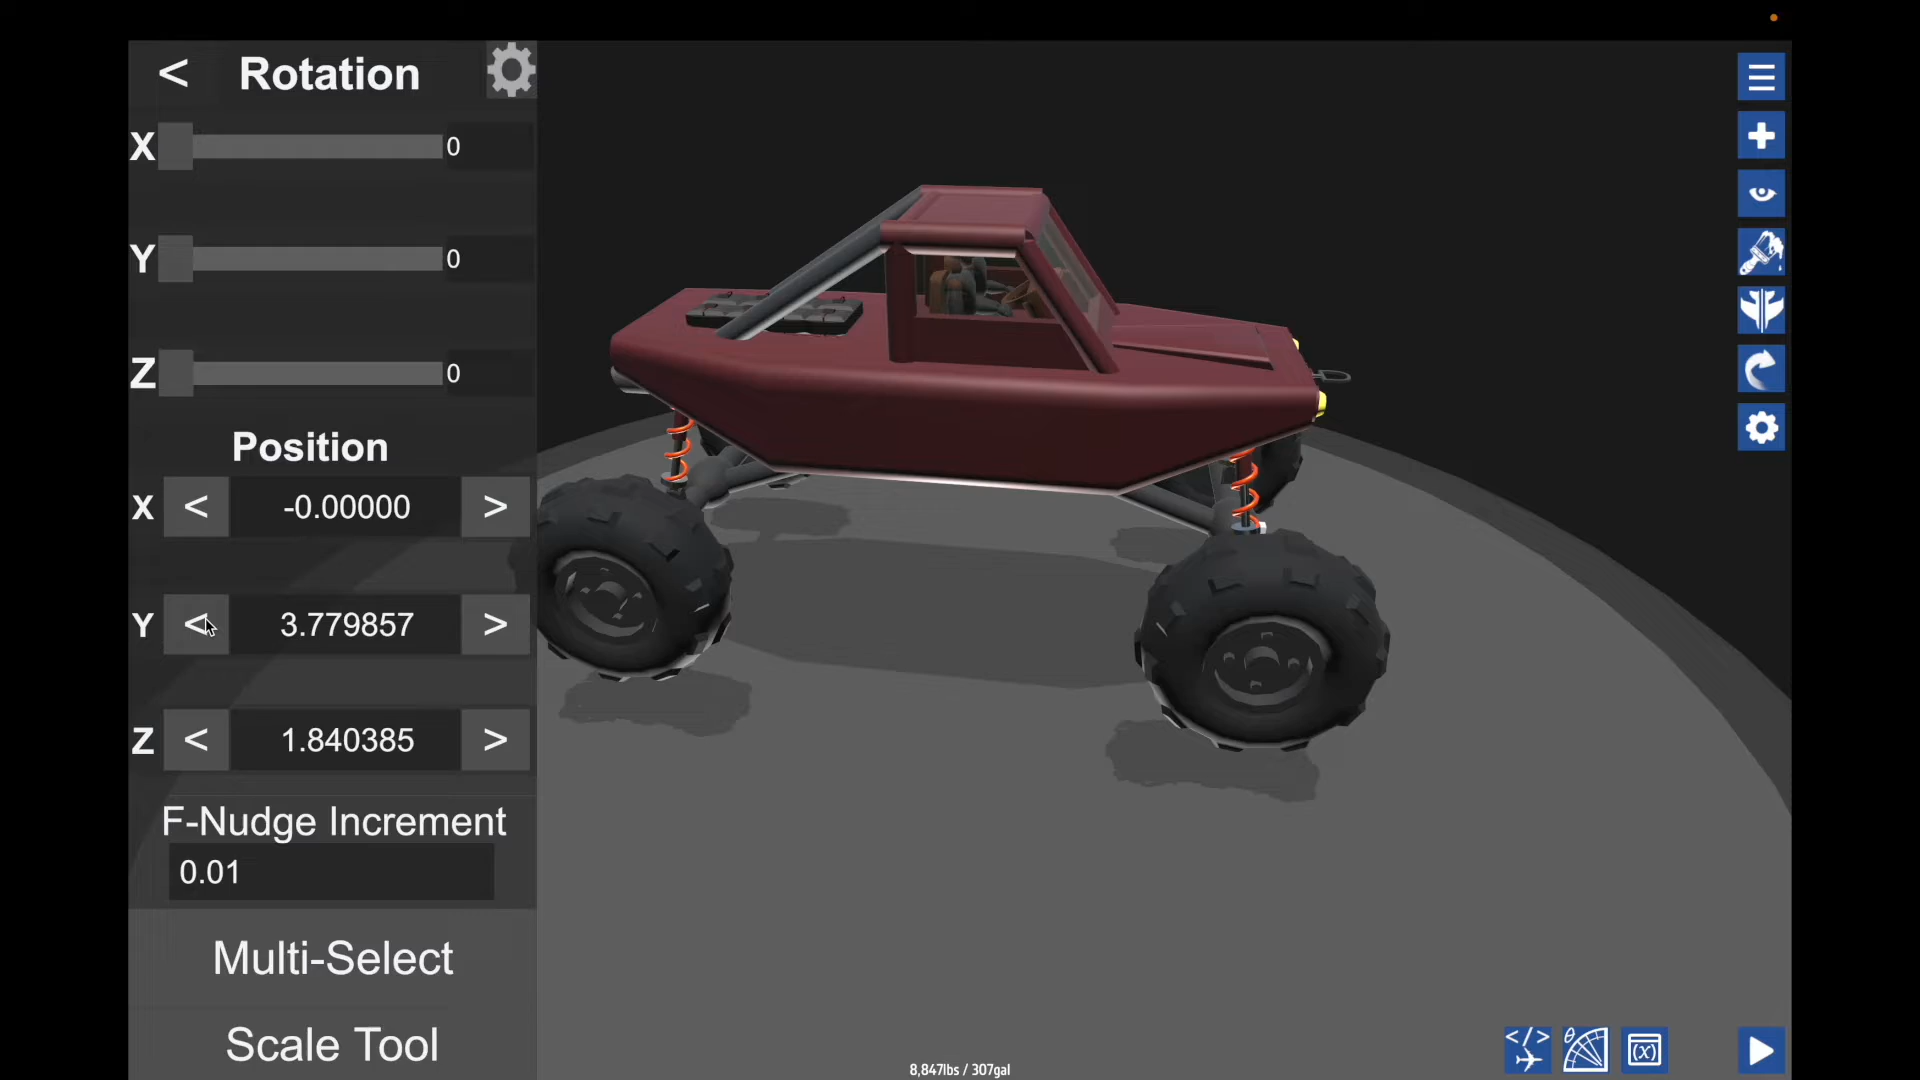 < Rotation
X 0
Y 0
Z 0
Position
X < -0.00000 >
Y < 3.779857 >
Z < 1.840385 >
F-Nudge Increment
0.01
Multi-Select
Scale Tool
8,847lbs / 307gal
</> θ (x)